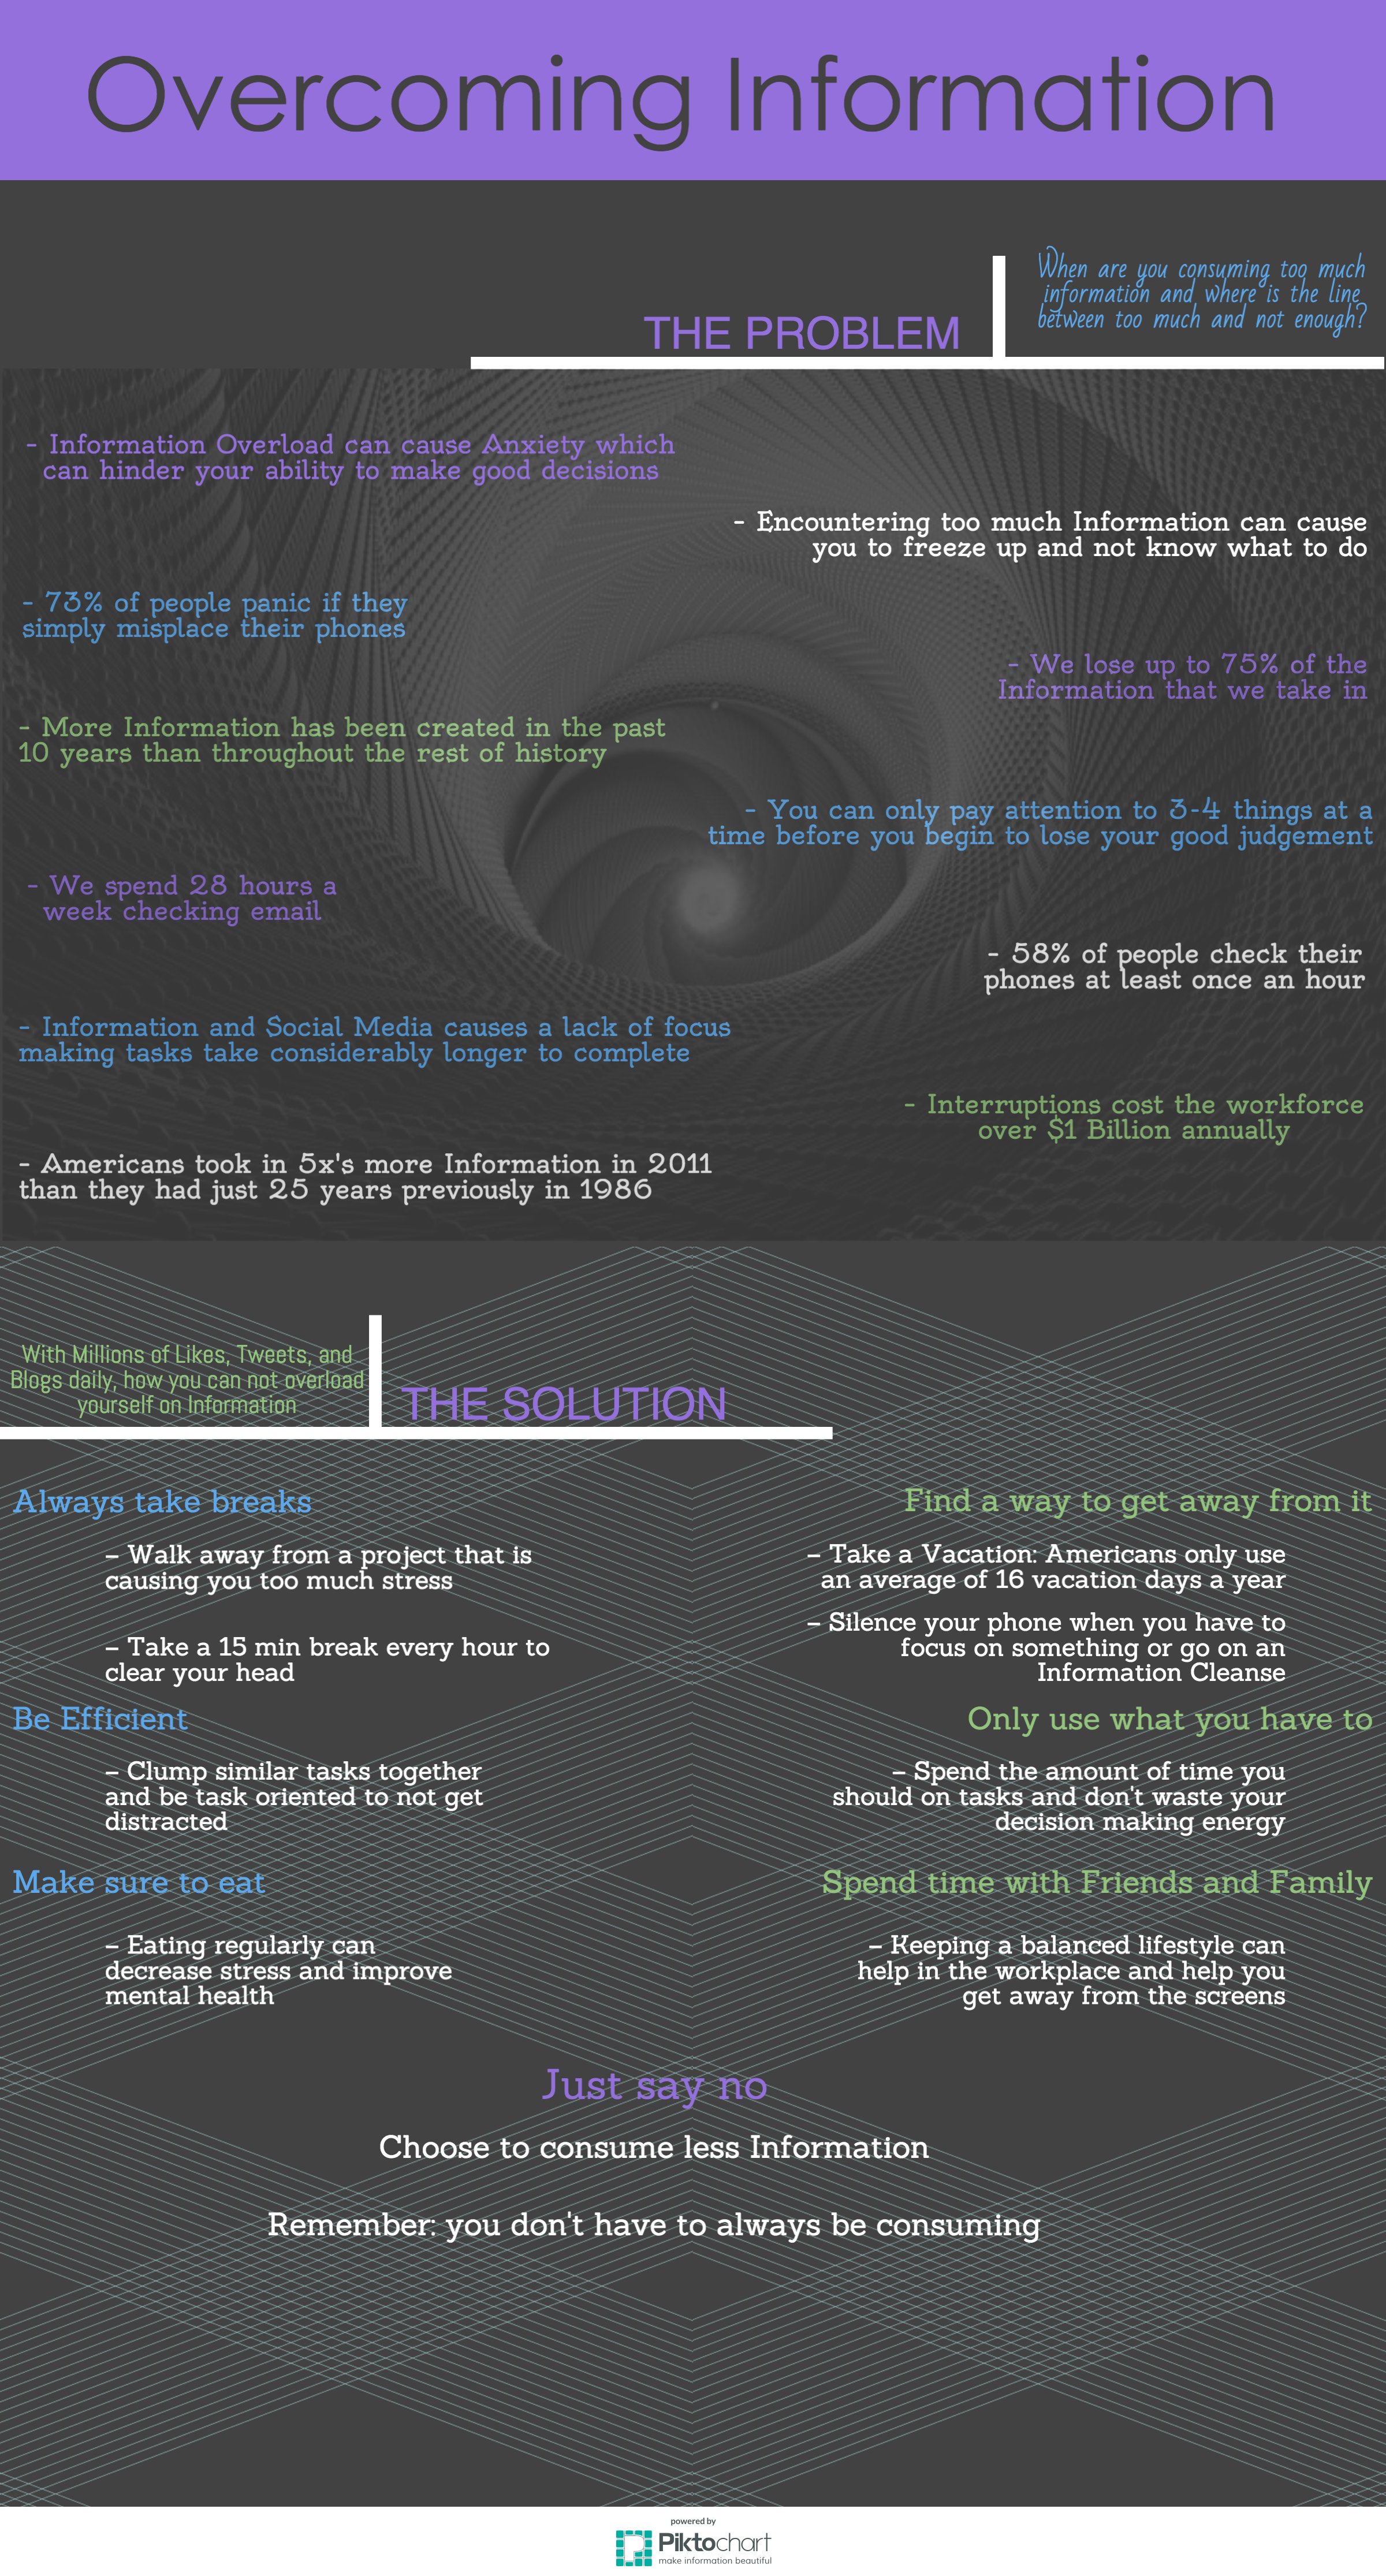 Overcoming Information
When are you consuming too much
information and where is the line
between too much and not enough?
THE PROBLEM
- Information Overload can cause Anxiety which
can hinder your ability to make good decisions
- Encountering too much Information can cause
you to freeze up and not know what to do
- 73% of people panic if they
simply misplace their phones
- We lose up to 75% of the
Information that we take in
- More Information has been created in the past
10 years than throughout the rest of history
- You can only pay attention to 3-4 things at a
time before you begin to lose your good judgement
- We spend 28 hours a
week checking email
- 58% of people check their
phones at least once an hour
- Information and Social Media causes a lack of focus
making tasks take considerably longer to complete
- Interruptions cost the workforce
over $1 Billion annually
- Americans took in 5x's more Information in 2011
than they had just 25 years previously in 1986
With Millions of Likes, Tweets, and
Blogs daily, how you can not overload
yourself on Information
THE SOLUTION
Always take breaks
– Walk away from a project that is
causing you too much stress
– Take a 15 min break every hour to
clear your head
Find a way to get away from it
– Take a Vacation: Americans only use
an average of 16 vacation days a year
– Silence your phone when you have to
focus on something or go on an
Information Cleanse
Be Efficient
– Clump similar tasks together
and be task oriented to not get
distracted
Only use what you have to
– Spend the amount of time you
should on tasks and don't waste your
decision making energy
Make sure to eat
– Eating regularly can
decrease stress and improve
mental health
Spend time with Friends and Family
– Keeping a balanced lifestyle can
help in the workplace and help you
get away from the screens
Just say no
Choose to consume less Information
Remember: you don't have to always be consuming
powered by
Piktochart
make information beautiful